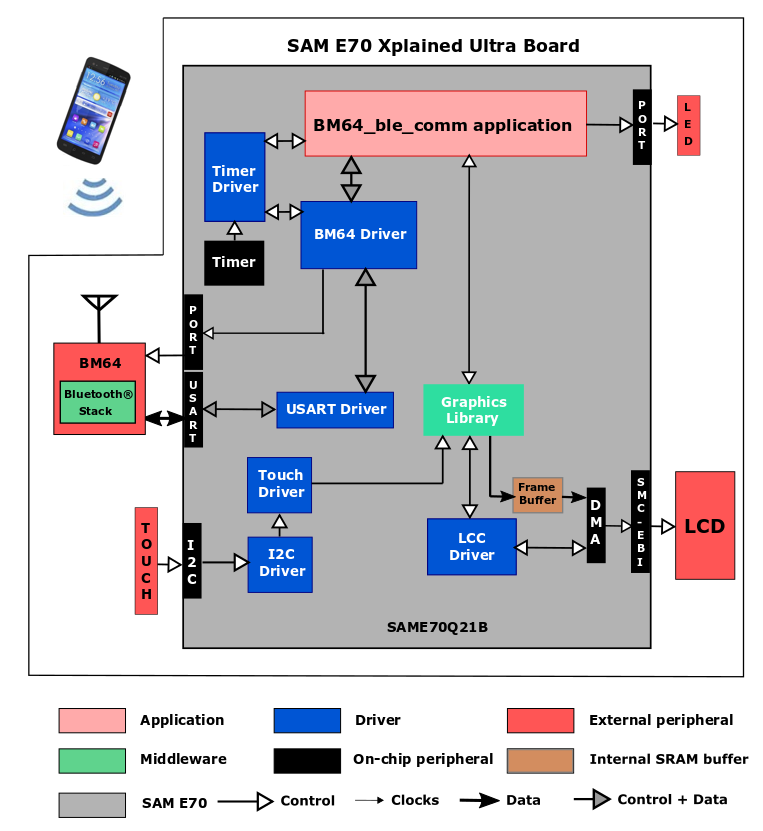 SAM E70 Xplained Ultra Board
12:56
BM64_ble_comm application
PORT
LED
Timer
Driver
BM64 Driver
Timer
PORT
BM64
Bluetooth®
Stack
USART
USART Driver
Graphics
Library
Touch
Driver
Frame
Buffer
DMA
SMC-EBI
LCD
TOUCH
I2C
I2C
Driver
LCC
Driver
SAME70Q21B
Application
Driver
External peripheral
Middleware
On-chip peripheral
Internal SRAM buffer
SAM E70
Control
Clocks
Data
Control + Data